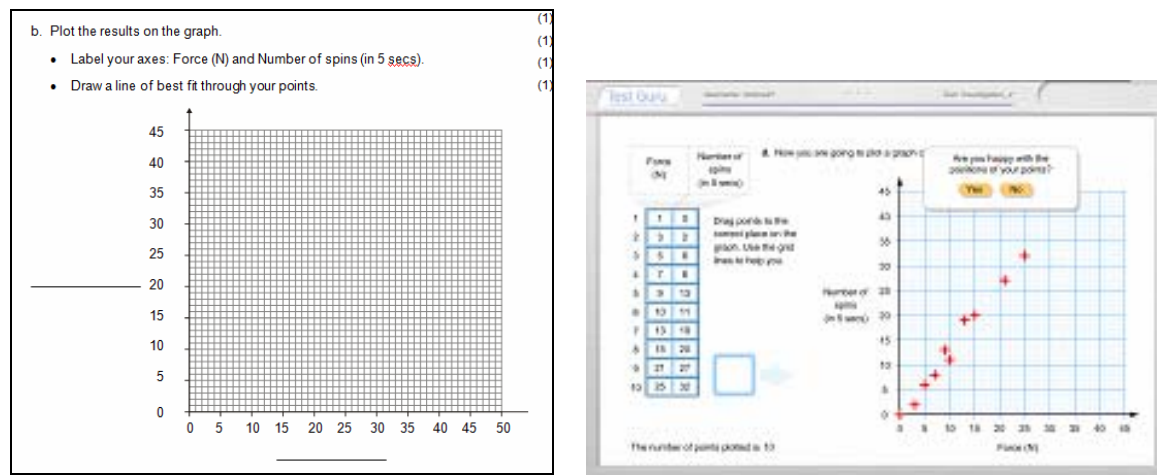 b. Plot the results on the graph.
(1)
(1)
• Label your axes: Force (N) and Number of spins (in 5 secs).
(1)
• Draw a line of best fit through your points.
(1)
45
40
35
30
25
20
15
10
5
0
0 5 10 15 20 25 30 35 40 45 50
Test Guru
Force
(N)
Number of
spins
(in 5 secs)
Now you are going to plot a graph
Are you happy with the
positions of your points?
Yes No
1 1
2 3
3 5
4 7 8
5 9 13
6 10 11
7 13 19
8 15 20
9 21 27
10 25 32
Drag points to the
correct place on the
graph. Use the grid
lines to help you
Number of
spins
(in 5 secs)
45
40
35
30
25
20
15
10
5
0
0 5 10 15 20 25 30 35 40 45
Force (N)
The number of points plotted is 10